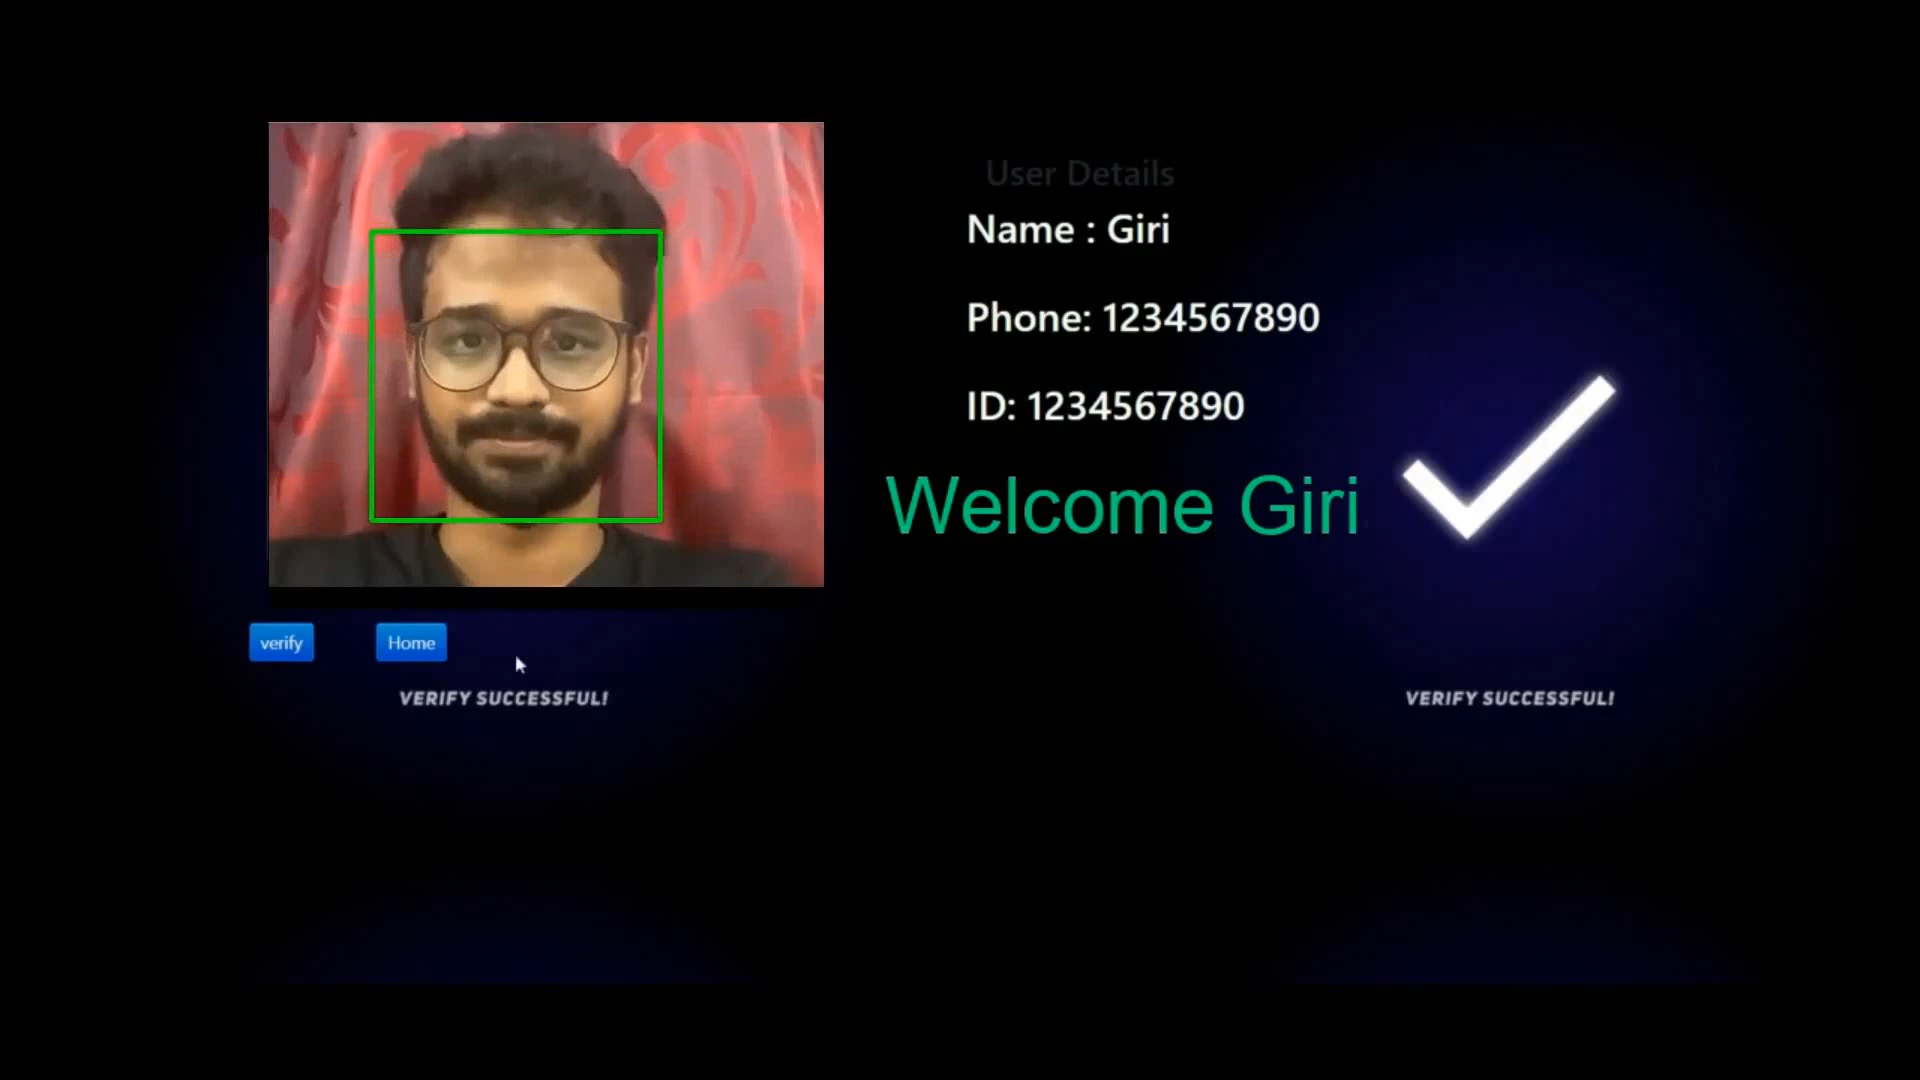 User Details
Name : Giri
Phone: 1234567890
ID: 1234567890
Welcome Giri
verify
Home
VERIFY SUCCESSFUL!
VERIFY SUCCESSFUL!